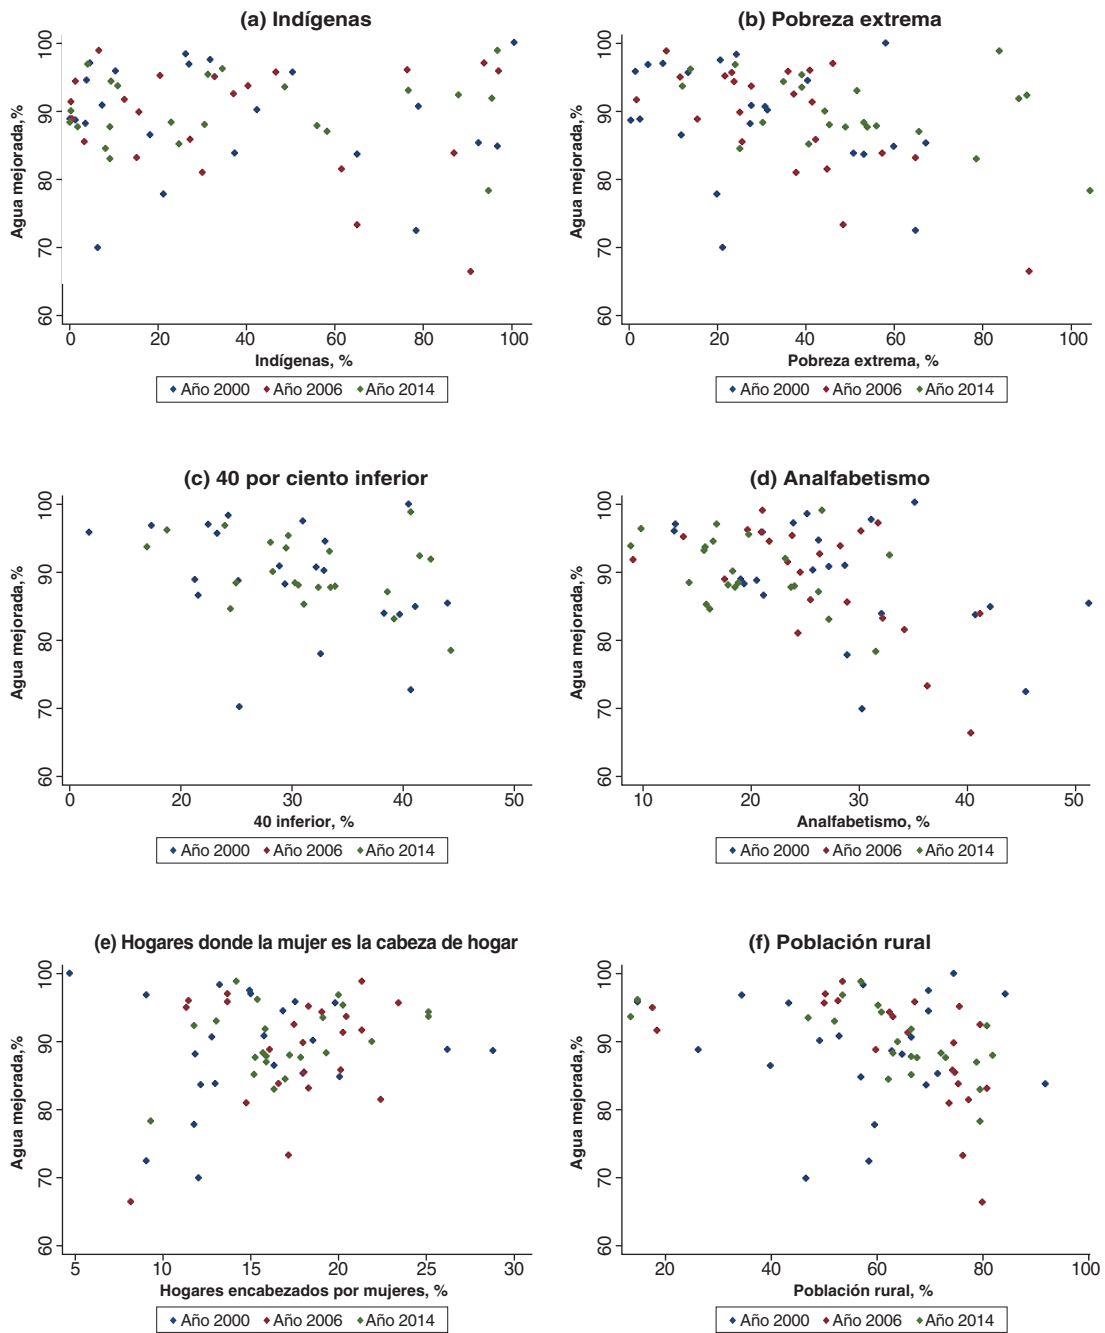 (a) Indígenas
100
90
80
70
60
Agua mejorada,%
0 20 40 60 80 100
Indígenas, %
Año 2000 Año 2006 Año 2014
(b) Pobreza extrema
100
90
80
70
60
Agua mejorada,%
0 20 40 60 80 100
Pobreza extrema, %
Año 2000 Año 2006 Año 2014
(c) 40 por ciento inferior
100
90
80
70
60
Agua mejorada,%
0 20 30 40 50
40 inferior, %
Año 2000 Año 2006 Año 2014
(d) Analfabetismo
100
90
80
70
60
Agua mejorada,%
10 20 30 40 50
Analfabetismo, %
Año 2000 Año 2006 Año 2014
(e) Hogares donde la mujer es la cabeza de hogar
100
90
80
70
60
Agua mejorada,%
5 10 15 20 25 30
Hogares encabezados por mujeres, %
Año 2000 Año 2006 Año 2014
(f) Población rural
100
90
80
70
60
Agua mejorada,%
20 40 60 80 100
Población rural, %
Año 2000 Año 2006 Año 2014